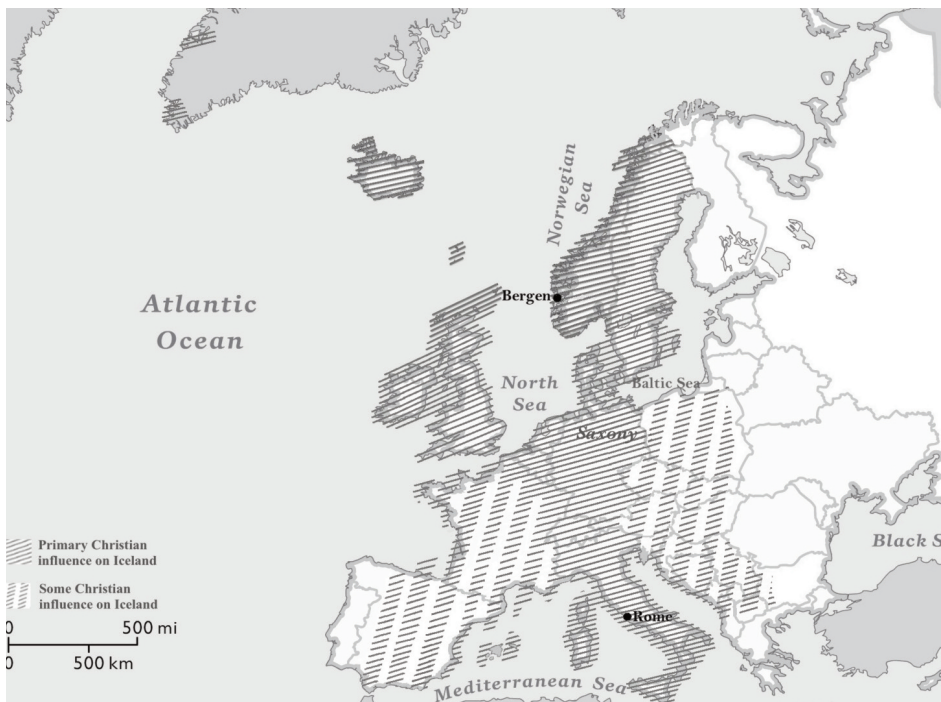 Norwegian
Sea
Bergen
Atlantic
Ocean
North
Sea
Baltic Sea
Saxony
Black S
Primary Christian
influence on Iceland
Some Christian
influence on Iceland
0
500 mi
0
500 km
Rome
Mediterranean Sea